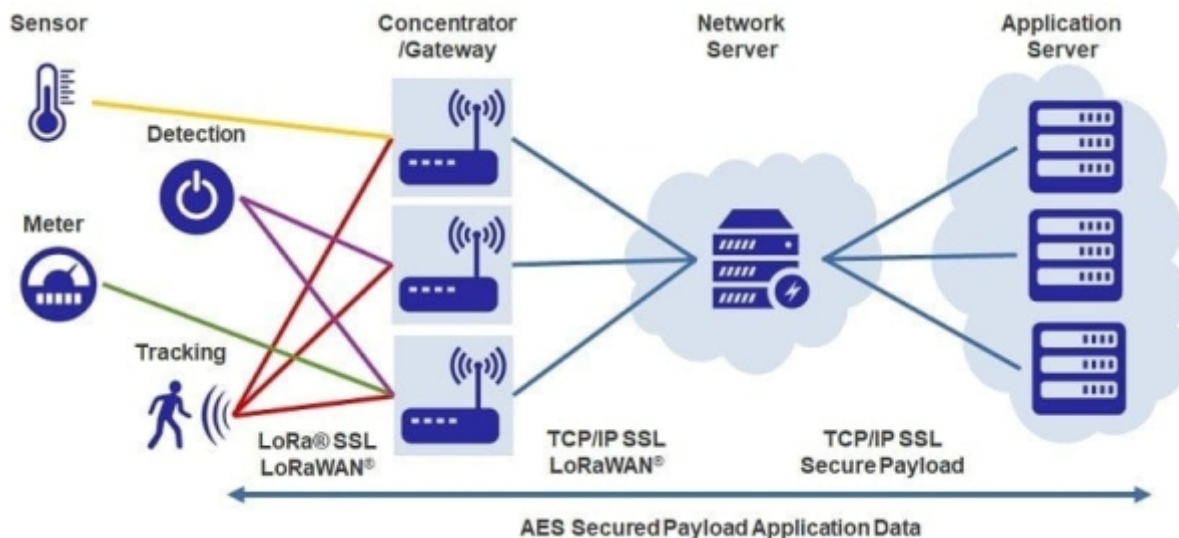 Sensor
Concentrator
/Gateway
Network
Server
Application
Server
Detection
Meter
Tracking
LoRa® SSL
LoRaWAN®
TCP/IP SSL
LoRaWAN®
TCP/IP SSL
Secure Payload
AES Secured Payload Application Data